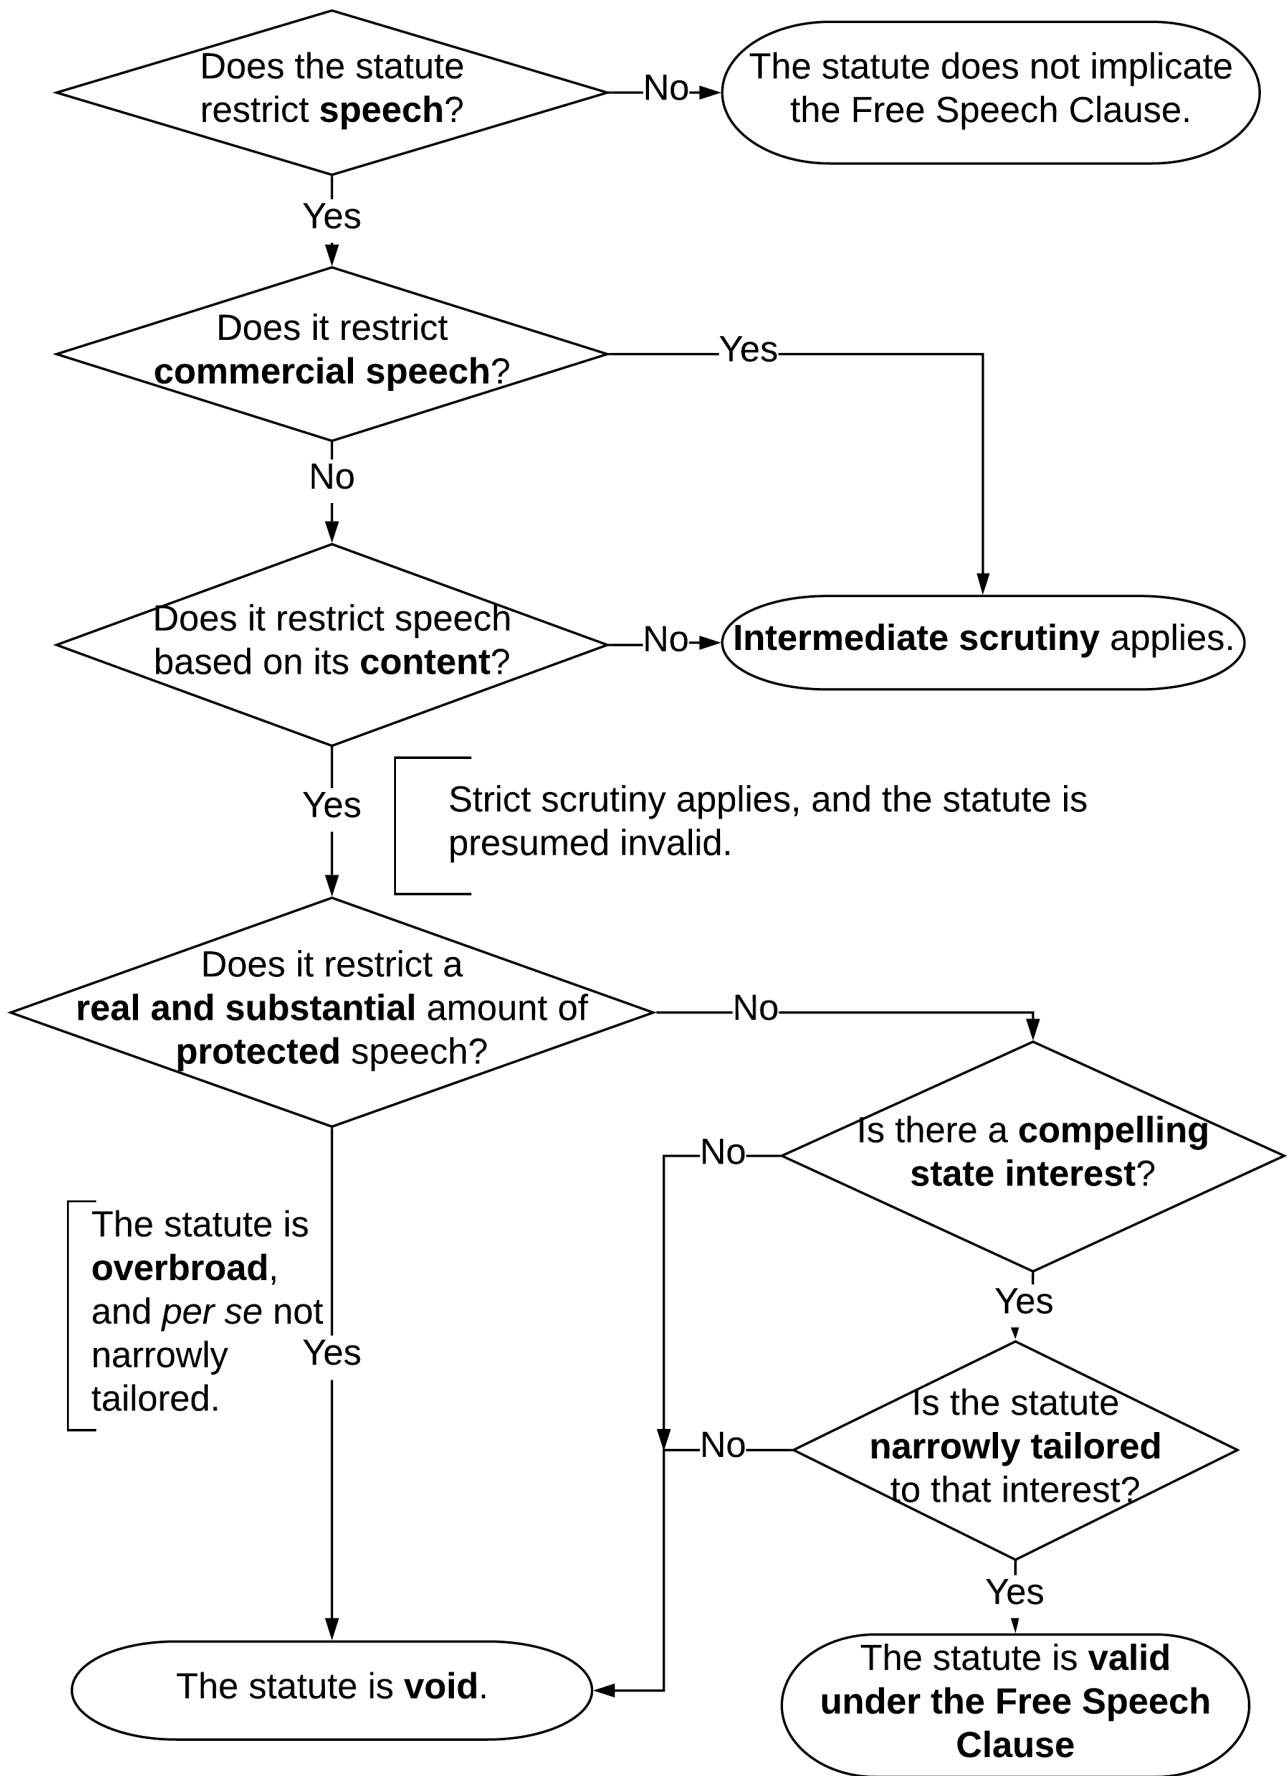 Does the statute
restrict speech?
No
The statute does not implicate
the Free Speech Clause.
Yes
Does it restrict
commercial speech?
Yes
No
Does it restrict speech
based on its content?
No
Intermediate scrutiny applies.
Yes
Strict scrutiny applies, and the statute is
presumed invalid.
Does it restrict a
real and substantial amount of
protected speech?
No
Is there a compelling
state interest?
No
Yes
The statute is
overbroad,
and per se not
narrowly
tailored.
Yes
Is the statute
narrowly tailored
to that interest?
No
Yes
The statute is void.
The statute is valid
under the Free Speech
Clause